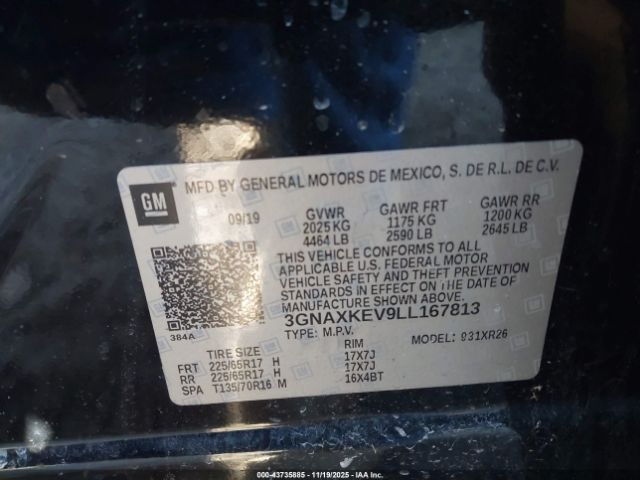 MFD BY GENERAL MOTORS DE MEXICO, S. DE R.L. DE C.V.
GM
09/19 GVWR GAWR FRT GAWR RR
2025 KG 1175 KG 1200 KG
4464 LB 2590 LB 2645 LB
THIS VEHICLE CONFORMS TO ALL
APPLICABLE U.S. FEDERAL MOTOR
VEHICLE SAFETY AND THEFT PREVENTION
STANDARDS IN EFFECT ON THE DATE OF
MANUFACTURE SHOWN ABOVE.
3GNAXKEV9LL167813
384A
TYPE: M.P.V. MODEL: 931XR26
TIRE SIZE RIM
FRT 225/65R17 H 17X7J
RR 225/65R17 H 17X7J
SPA T135/70R16 M 16X4BT
000-43735885 - 11/19/2025 - IAA Inc.